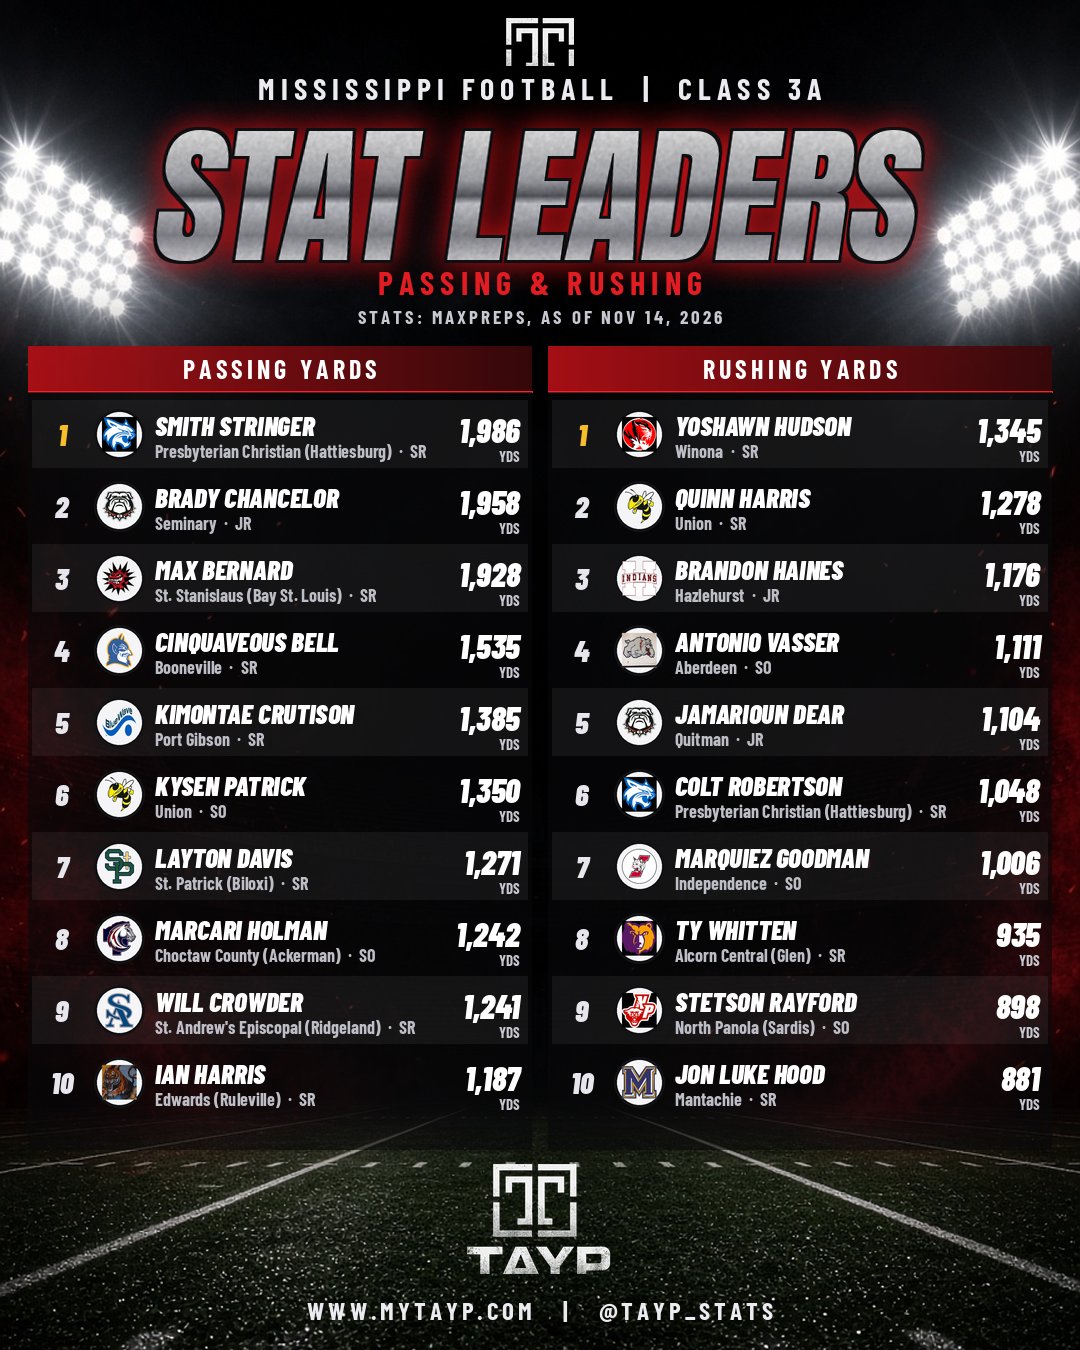 MISSISSIPPI FOOTBALL | CLASS 3A
STAT LEADERS
PASSING & RUSHING
STATS: MAXPREPS, AS OF NOV 14, 2026
PASSING YARDS
1 SMITH STRINGER 1,986
Presbyterian Christian (Hattiesburg) · SR YDS
2 BRADY CHANCELOR 1,958
Seminary · JR YDS
3 MAX BERNARD 1,928
St. Stanislaus (Bay St. Louis) · SR YDS
4 CINQUAVEOUS BELL 1,535
Booneville · SR YDS
5 Blue Wave KIMONTAE CRUTISON 1,385
Port Gibson · SR YDS
6 KYSEN PATRICK 1,350
Union · SO YDS
7 SP LAYTON DAVIS 1,271
St. Patrick (Biloxi) · SR YDS
8 MARCARI HOLMAN 1,242
Choctaw County (Ackerman) · SO YDS
9 SA WILL CROWDER 1,241
St. Andrew's Episcopal (Ridgeland) · SR YDS
10 IAN HARRIS 1,187
Edwards (Ruleville) · SR YDS
RUSHING YARDS
1 YOSHAWN HUDSON 1,345
Winona · SR YDS
2 QUINN HARRIS 1,278
Union · SR YDS
3 INDIANS BRANDON HAINES 1,176
Hazlehurst · JR YDS
4 ANTONIO VASSER 1,111
Aberdeen · SO YDS
5 JAMARIOUN DEAR 1,104
Quitman · JR YDS
6 COLT ROBERTSON 1,048
Presbyterian Christian (Hattiesburg) · SR YDS
7 MARQUIEZ GOODMAN 1,006
Independence · SO YDS
8 TY WHITTEN 935
Alcorn Central (Glen) · SR YDS
9 NP STETSON RAYFORD 898
North Panola (Sardis) · SO YDS
10 M JON LUKE HOOD 881
Mantachie · SR YDS
TAYP
WWW.MYTAYP.COM | @TAYP_STATS